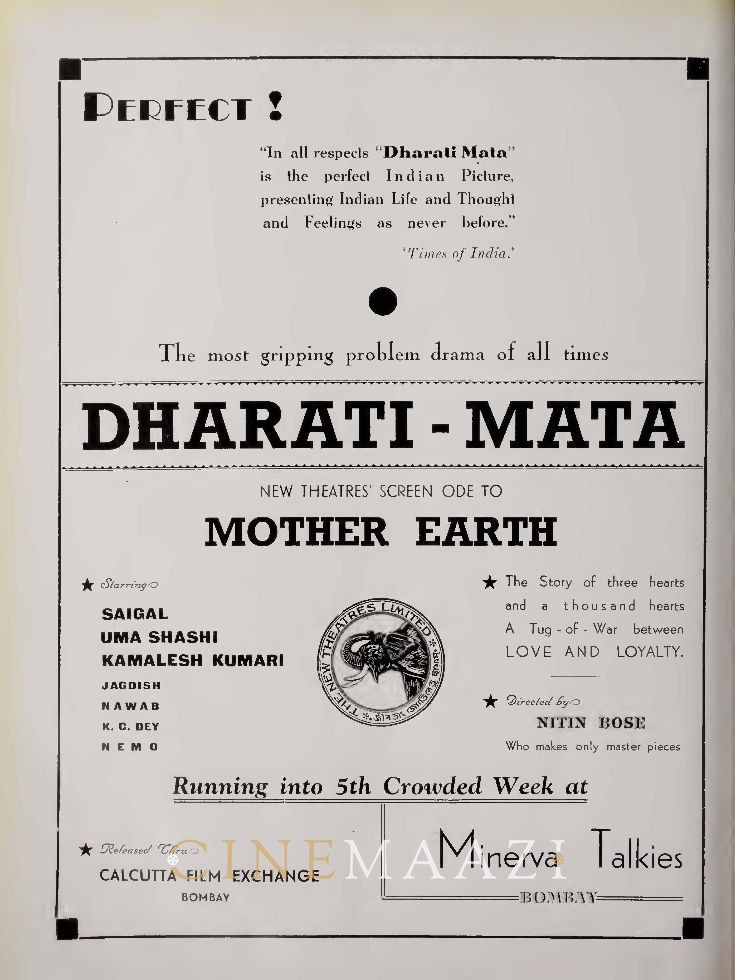 PERFECT !
“In all respects “Dharati Mata”
is the perfect Indian Picture,
presenting Indian Life and Thought
and Feelings as never before.”
‘Times of India.’
The most gripping problem drama of all times
DHARATI - MATA
NEW THEATRES’ SCREEN ODE TO
MOTHER EARTH
★ Starring
SAIGAL
UMA SHASHI
KAMALESH KUMARI
JAGDISH
NAWAB
K. C. DEY
NEMO
THE NEW THEATRES LIMITED
★ The Story of three hearts
and a thousand hearts
A Tug - of - War between
LOVE AND LOYALTY.
★ Directed by
NITIN BOSE
Who makes only master pieces
Running into 5th Crowded Week at
★ Released Thru
CALCUTTA FILM EXCHANGE
BOMBAY
Minerva Talkies
BOMBAY
CINEMAAZI